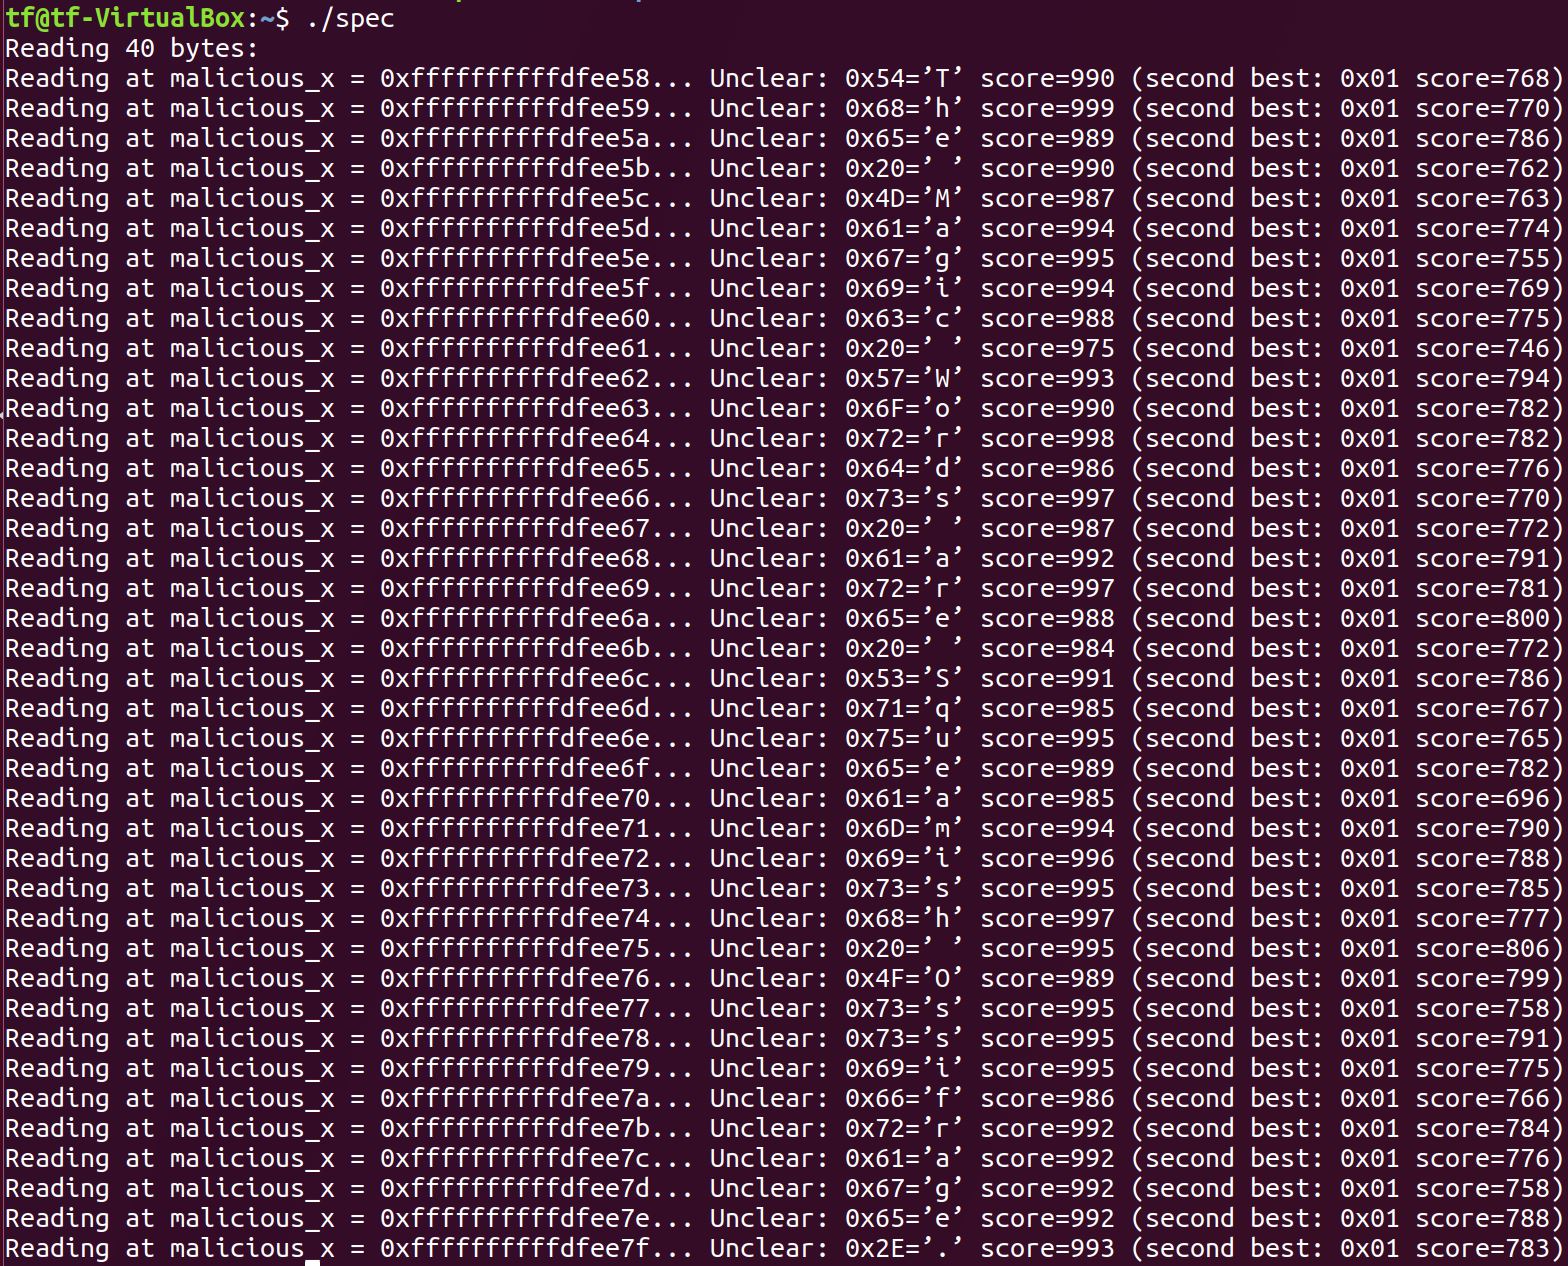 tf@tf-VirtualBox:~$ ./spec
Reading 40 bytes:
Reading at malicious_x = 0xffffffffffdfee58... Unclear: 0x54=’T’ score=990 (second best: 0x01 score=768)
Reading at malicious_x = 0xffffffffffdfee59... Unclear: 0x68=’h’ score=999 (second best: 0x01 score=770)
Reading at malicious_x = 0xffffffffffdfee5a... Unclear: 0x65=’e’ score=989 (second best: 0x01 score=786)
Reading at malicious_x = 0xffffffffffdfee5b... Unclear: 0x20=’ ’ score=990 (second best: 0x01 score=762)
Reading at malicious_x = 0xffffffffffdfee5c... Unclear: 0x4D=’M’ score=987 (second best: 0x01 score=763)
Reading at malicious_x = 0xffffffffffdfee5d... Unclear: 0x61=’a’ score=994 (second best: 0x01 score=774)
Reading at malicious_x = 0xffffffffffdfee5e... Unclear: 0x67=’g’ score=995 (second best: 0x01 score=755)
Reading at malicious_x = 0xffffffffffdfee5f... Unclear: 0x69=’i’ score=994 (second best: 0x01 score=769)
Reading at malicious_x = 0xffffffffffdfee60... Unclear: 0x63=’c’ score=988 (second best: 0x01 score=775)
Reading at malicious_x = 0xffffffffffdfee61... Unclear: 0x20=’ ’ score=975 (second best: 0x01 score=746)
Reading at malicious_x = 0xffffffffffdfee62... Unclear: 0x57=’W’ score=993 (second best: 0x01 score=794)
Reading at malicious_x = 0xffffffffffdfee63... Unclear: 0x6F=’o’ score=990 (second best: 0x01 score=782)
Reading at malicious_x = 0xffffffffffdfee64... Unclear: 0x72=’r’ score=998 (second best: 0x01 score=782)
Reading at malicious_x = 0xffffffffffdfee65... Unclear: 0x64=’d’ score=986 (second best: 0x01 score=776)
Reading at malicious_x = 0xffffffffffdfee66... Unclear: 0x73=’s’ score=997 (second best: 0x01 score=770)
Reading at malicious_x = 0xffffffffffdfee67... Unclear: 0x20=’ ’ score=987 (second best: 0x01 score=772)
Reading at malicious_x = 0xffffffffffdfee68... Unclear: 0x61=’a’ score=992 (second best: 0x01 score=791)
Reading at malicious_x = 0xffffffffffdfee69... Unclear: 0x72=’r’ score=997 (second best: 0x01 score=781)
Reading at malicious_x = 0xffffffffffdfee6a... Unclear: 0x65=’e’ score=988 (second best: 0x01 score=800)
Reading at malicious_x = 0xffffffffffdfee6b... Unclear: 0x20=’ ’ score=984 (second best: 0x01 score=772)
Reading at malicious_x = 0xffffffffffdfee6c... Unclear: 0x53=’S’ score=991 (second best: 0x01 score=786)
Reading at malicious_x = 0xffffffffffdfee6d... Unclear: 0x71=’q’ score=985 (second best: 0x01 score=767)
Reading at malicious_x = 0xffffffffffdfee6e... Unclear: 0x75=’u’ score=995 (second best: 0x01 score=765)
Reading at malicious_x = 0xffffffffffdfee6f... Unclear: 0x65=’e’ score=989 (second best: 0x01 score=782)
Reading at malicious_x = 0xffffffffffdfee70... Unclear: 0x61=’a’ score=985 (second best: 0x01 score=696)
Reading at malicious_x = 0xffffffffffdfee71... Unclear: 0x6D=’m’ score=994 (second best: 0x01 score=790)
Reading at malicious_x = 0xffffffffffdfee72... Unclear: 0x69=’i’ score=996 (second best: 0x01 score=788)
Reading at malicious_x = 0xffffffffffdfee73... Unclear: 0x73=’s’ score=995 (second best: 0x01 score=785)
Reading at malicious_x = 0xffffffffffdfee74... Unclear: 0x68=’h’ score=997 (second best: 0x01 score=777)
Reading at malicious_x = 0xffffffffffdfee75... Unclear: 0x20=’ ’ score=995 (second best: 0x01 score=806)
Reading at malicious_x = 0xffffffffffdfee76... Unclear: 0x4F=’O’ score=989 (second best: 0x01 score=799)
Reading at malicious_x = 0xffffffffffdfee77... Unclear: 0x73=’s’ score=995 (second best: 0x01 score=758)
Reading at malicious_x = 0xffffffffffdfee78... Unclear: 0x73=’s’ score=995 (second best: 0x01 score=791)
Reading at malicious_x = 0xffffffffffdfee79... Unclear: 0x69=’i’ score=995 (second best: 0x01 score=775)
Reading at malicious_x = 0xffffffffffdfee7a... Unclear: 0x66=’f’ score=986 (second best: 0x01 score=766)
Reading at malicious_x = 0xffffffffffdfee7b... Unclear: 0x72=’r’ score=992 (second best: 0x01 score=784)
Reading at malicious_x = 0xffffffffffdfee7c... Unclear: 0x61=’a’ score=992 (second best: 0x01 score=776)
Reading at malicious_x = 0xffffffffffdfee7d... Unclear: 0x67=’g’ score=992 (second best: 0x01 score=758)
Reading at malicious_x = 0xffffffffffdfee7e... Unclear: 0x65=’e’ score=992 (second best: 0x01 score=788)
Reading at malicious_x = 0xffffffffffdfee7f... Unclear: 0x2E=’.’ score=993 (second best: 0x01 score=783)